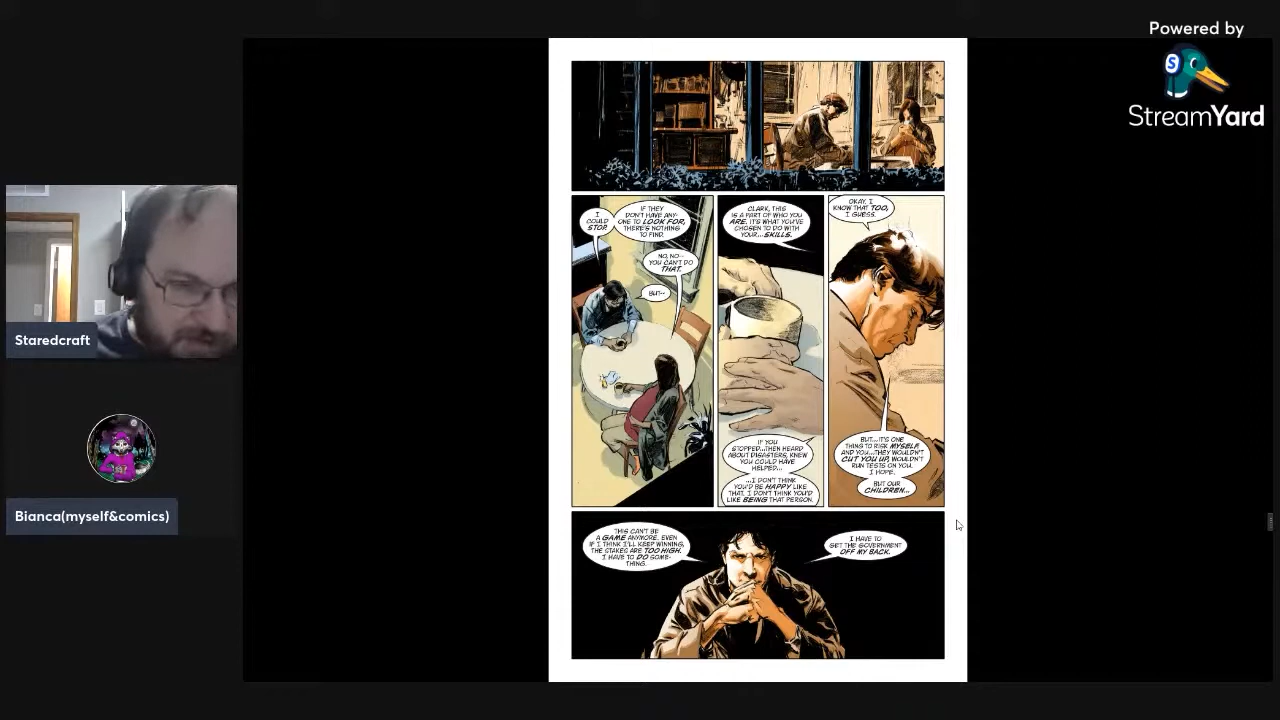 Powered by
StreamYard
Staredcraft
Bianca(myself&comics)
I
COULD
STOP.
IF THEY
DON'T HAVE ANY-
ONE TO LOOK FOR,
THERE'S NOTHING
TO FIND.
NO, NO--
YOU CAN'T DO
THAT.
BUT--
CLARK, THIS
IS A PART OF WHO YOU
ARE. IT'S WHAT YOU'VE
CHOSEN TO DO WITH
YOUR...SKILLS.
IF YOU
STOPPED...THEN HEARD
ABOUT DISASTERS, KNEW
YOU COULD HAVE
HELPED...
...I DON'T THINK
YOU'D BE HAPPY LIKE
THAT. I DON'T THINK YOU'D
LIKE BEING THAT PERSON.
OKAY. I
KNOW THAT TOO,
I GUESS.
BUT...IT'S ONE
THING TO RISK MYSELF.
AND YOU...THEY WOULDN'T
CUT YOU UP, WOULDN'T
RUN TESTS ON YOU.
I HOPE.
BUT OUR
CHILDREN...
THIS CAN'T BE
A GAME ANYMORE. EVEN
IF I THINK I'LL KEEP WINNING,
THE STAKES ARE TOO HIGH.
I HAVE TO DO SOME-
THING.
I HAVE TO
GET THE GOVERNMENT
OFF MY BACK.